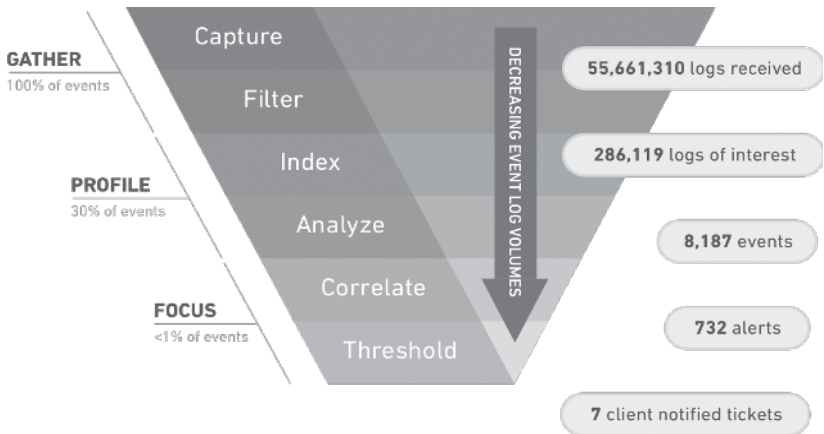 GATHER
100% of events
PROFILE
30% of events
FOCUS
<1% of events
Capture
Filter
Index
Analyze
Correlate
Threshold
DECREASING EVENT LOG VOLUMES
55,661,310 logs received
286,119 logs of interest
8,187 events
732 alerts
7 client notified tickets